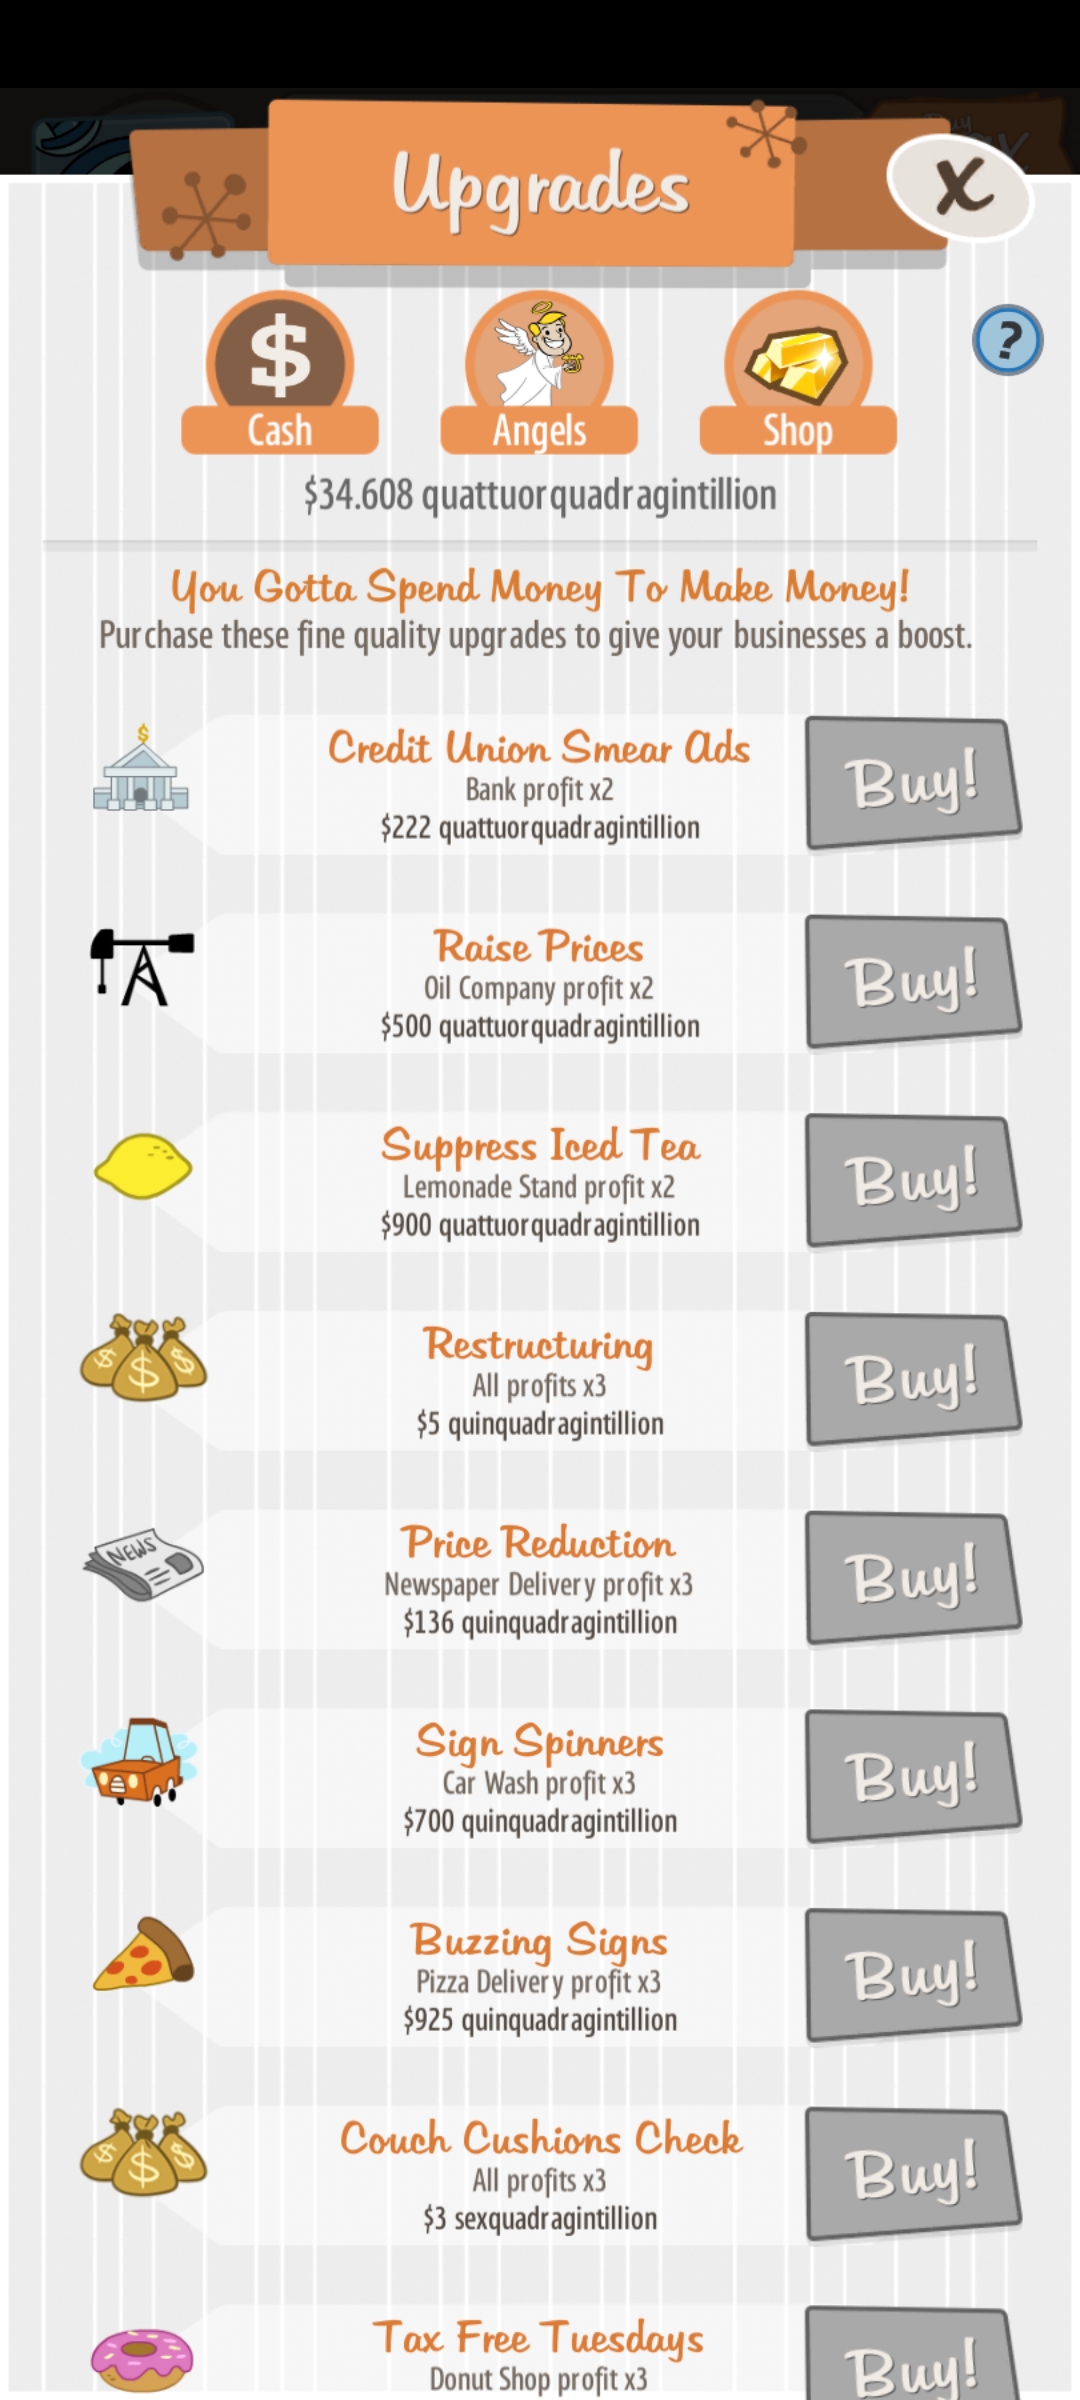 Buy
Upgrades
X
$
?
Cash
Angels
Shop
$34.608 quattuorquadragintillion
You Gotta Spend Money To Make Money!
Purchase these fine quality upgrades to give your businesses a boost.
$
Credit Union Smear Ads
Bank profit x2
$222 quattuorquadragintillion
Buy!
Raise Prices
Oil Company profit x2
$500 quattuorquadragintillion
Buy!
Suppress Iced Tea
Lemonade Stand profit x2
$900 quattuorquadragintillion
Buy!
$ $ $
Restructuring
All profits x3
$5 quinquadragintillion
Buy!
NEWS
Price Reduction
Newspaper Delivery profit x3
$136 quinquadragintillion
Buy!
Sign Spinners
Car Wash profit x3
$700 quinquadragintillion
Buy!
Buzzing Signs
Pizza Delivery profit x3
$925 quinquadragintillion
Buy!
$ $ $
Couch Cushions Check
All profits x3
$3 sexquadragintillion
Buy!
Tax Free Tuesdays
Donut Shop profit x3
Buy!